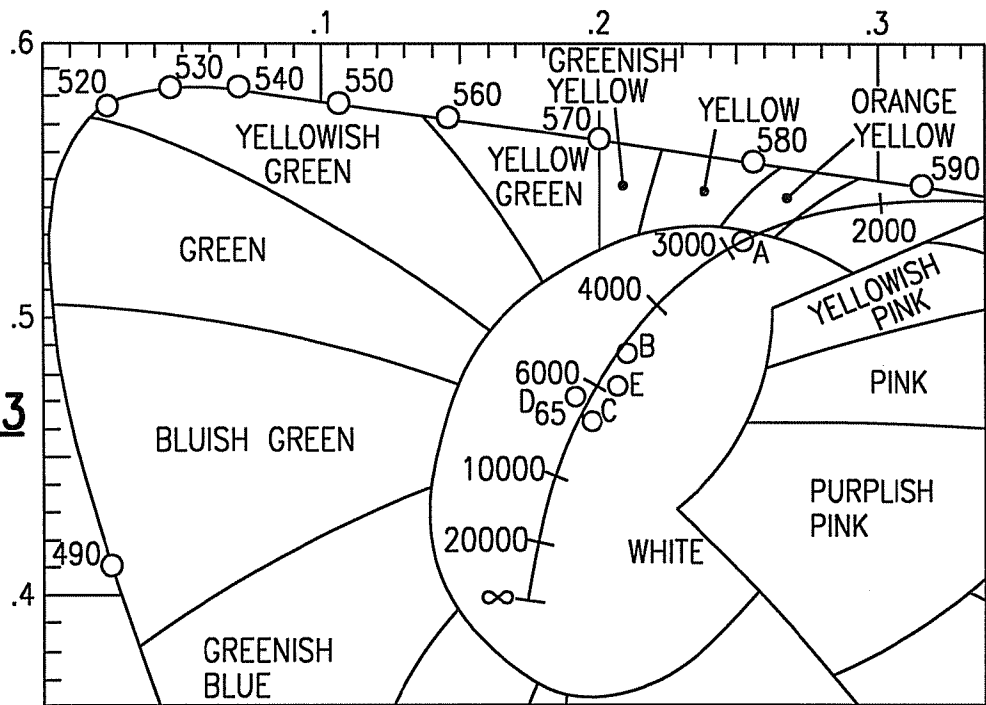 .1 .2 .3
.6
520 530 540 550 560 570 580 590
GREENISH
YELLOW
YELLOW
ORANGE
YELLOW
YELLOWISH
GREEN
YELLOW
GREEN
GREEN
3000 A 2000
4000
YELLOWISH
PINK
.5
B
6000 E
D65 C
PINK
3
BLUISH GREEN
10000
PURPLISH
PINK
20000
WHITE
490
.4
∞
GREENISH
BLUE